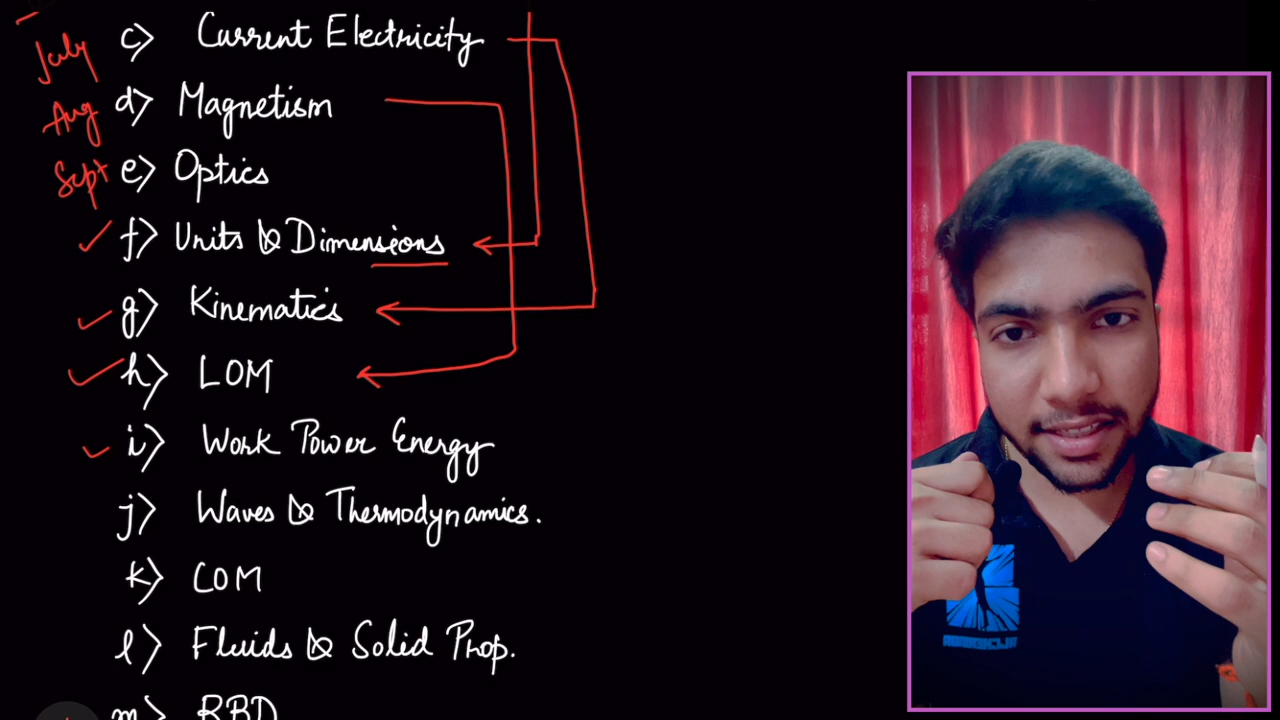 July c) Current Electricity
Aug d) Magnetism
Sept e) Optics
f) Units & Dimensions
g) Kinematics
h) LOM
i) Work Power Energy
j) Waves & Thermodynamics.
k) COM
l) Fluids & Solid Prop.
m) RBD